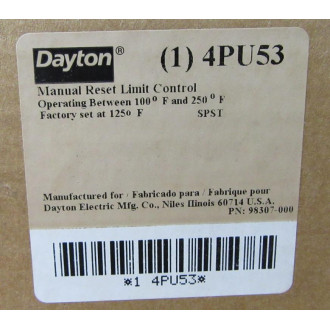 Dayton® (1) 4PU53
Manual Reset Limit Control
Operating Between 100° F and 250° F
Factory set at 125° F SPST
Manufactured for / Fabricado para / Fabrique pour
Dayton Electric Mfg. Co., Niles Ilinois 60714 U.S.A.
PN: 98307-000
*1 4PU53*